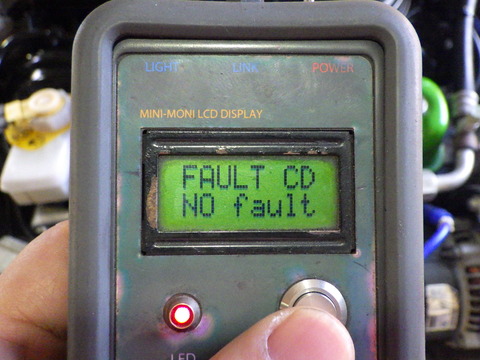 LIGHT LINK POWER
MINI-MONI LCD DISPLAY
FAULT CD
NO fault
LED